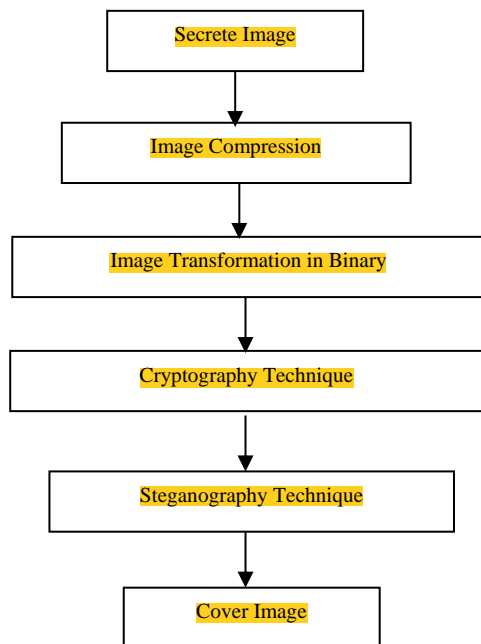 Secrete Image
Image Compression
Image Transformation in Binary
Cryptography Technique
Steganography Technique
Cover Image